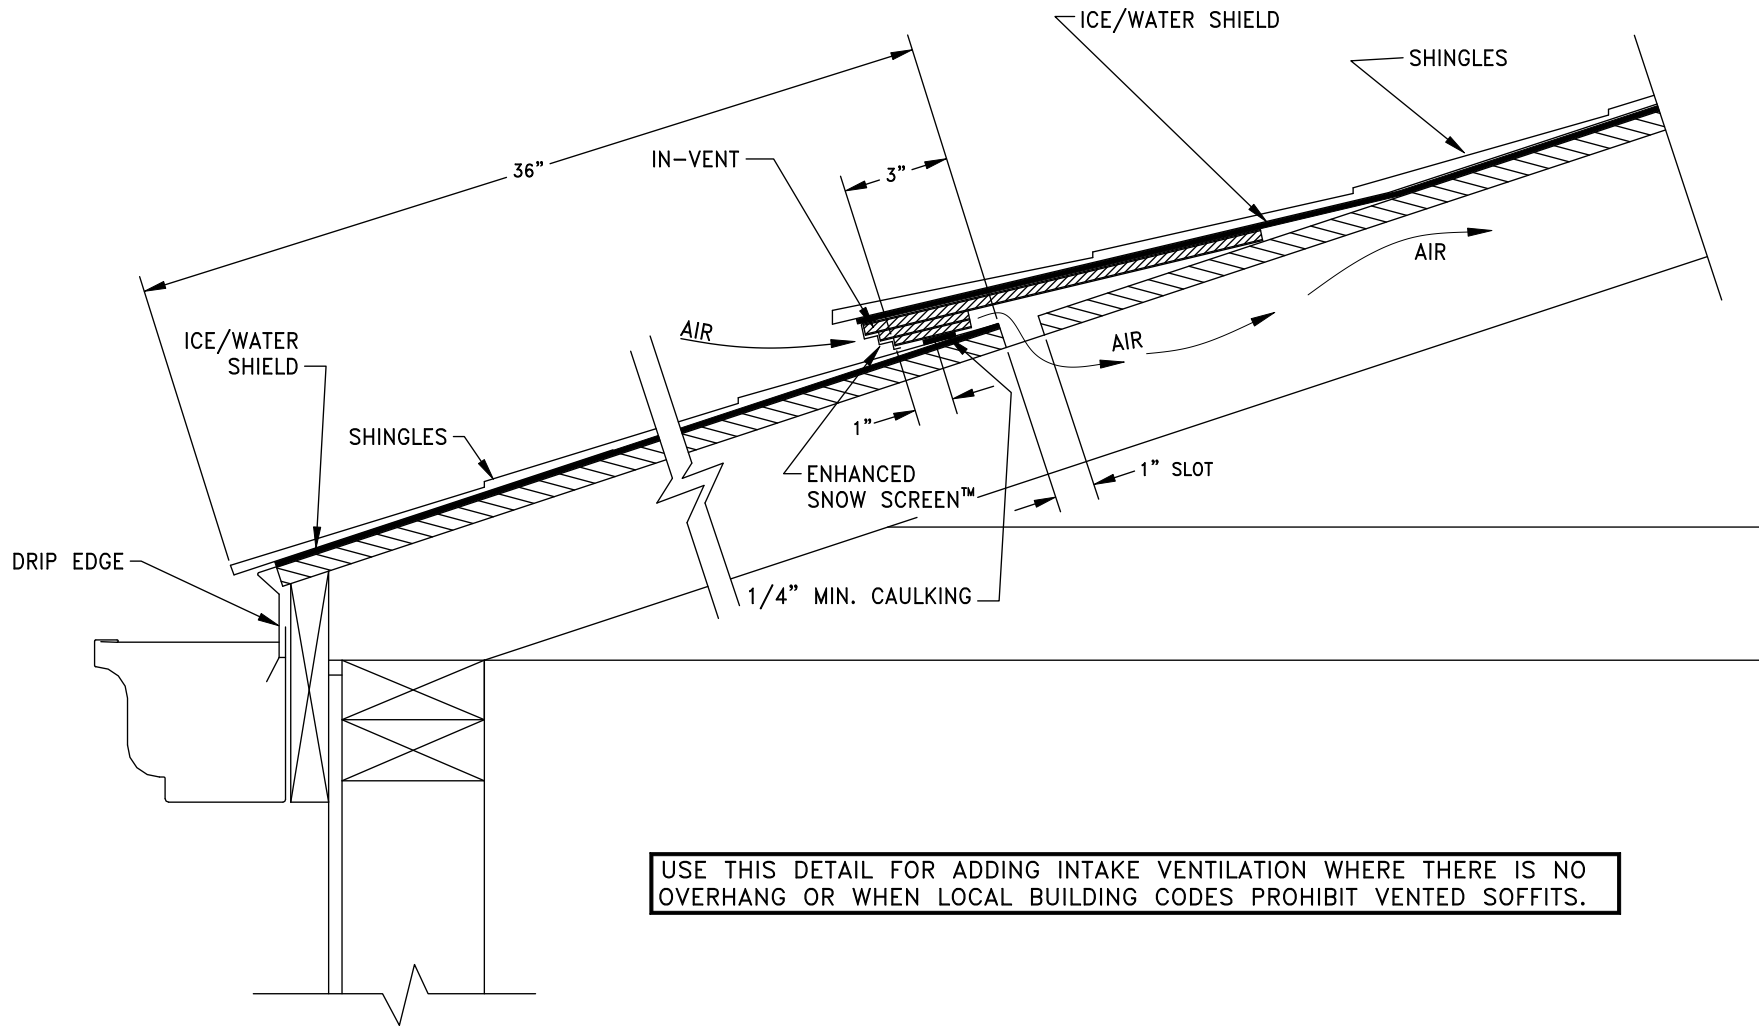 ICE/WATER SHIELD
SHINGLES
IN-VENT
36”
3”
AIR
AIR
AIR
ICE/WATER
SHIELD
SHINGLES
1”
ENHANCED
SNOW SCREEN™
1” SLOT
DRIP EDGE
1/4” MIN. CAULKING
USE THIS DETAIL FOR ADDING INTAKE VENTILATION WHERE THERE IS NO
OVERHANG OR WHEN LOCAL BUILDING CODES PROHIBIT VENTED SOFFITS.